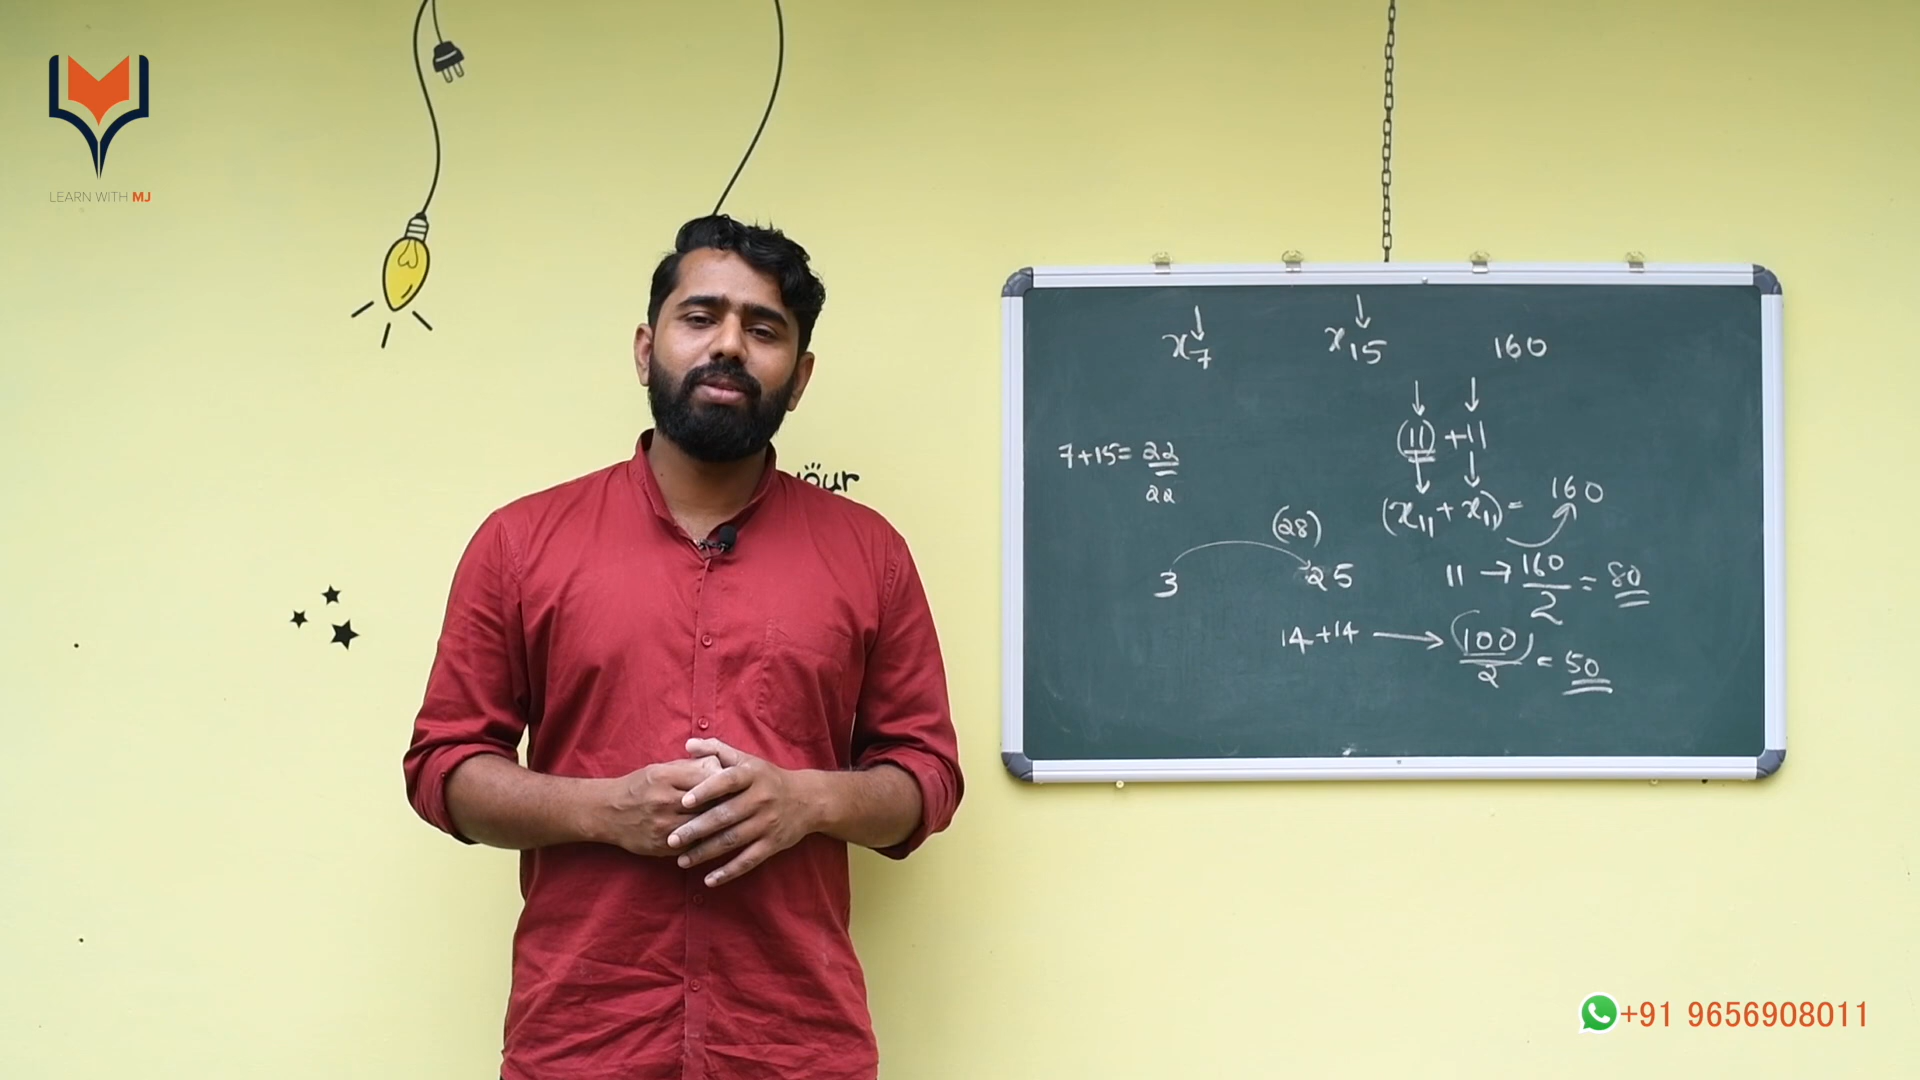 LEARN WITH MJ
your
x7 x15 160
(11) +11
7+15= 22
22
(x11 + x11) = 160
(28)
3 25
11 → 160/2 = 80
14+14 → (100)/2 = 50
+91 9656908011